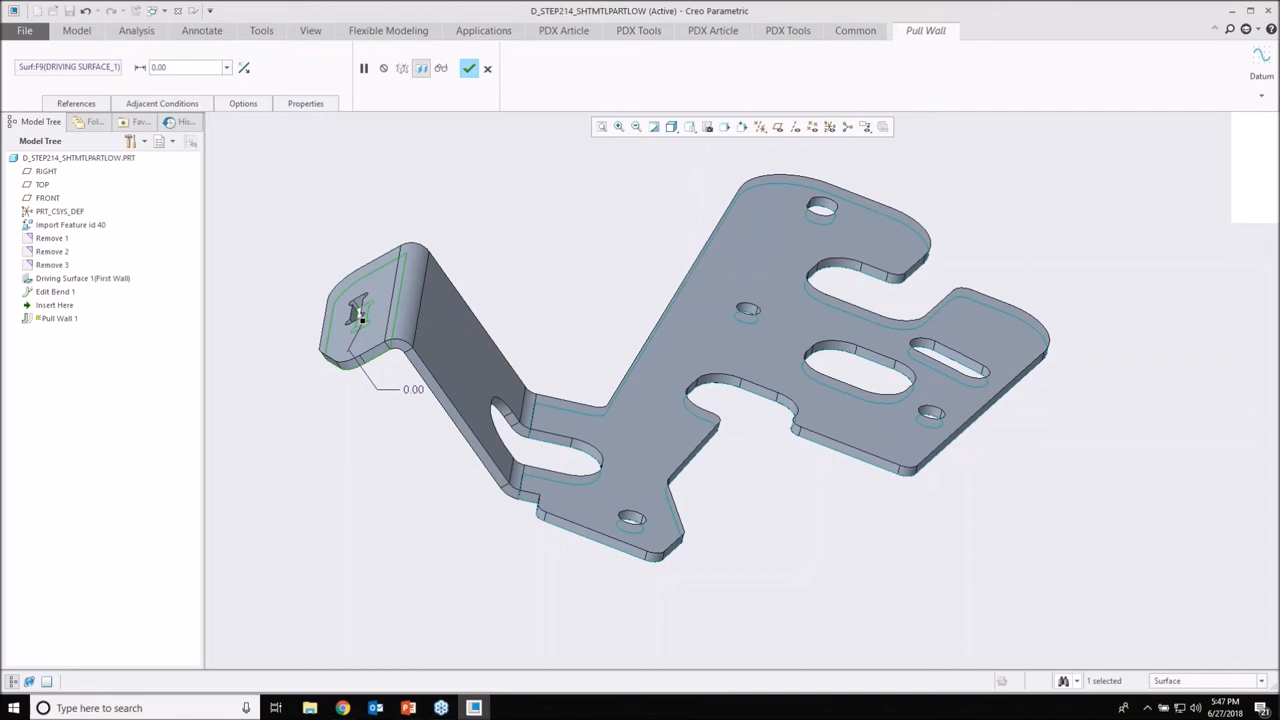 D_STEP214_SHTMTLPARTLOW (Active) - Creo Parametric
File Model Analysis Annotate Tools View Flexible Modeling Applications PDX Article PDX Tools PDX Article PDX Tools Common Pull Wall
Surf:F9(DRIVING SURFACE_1) 0.00
Datum
References Adjacent Conditions Options Properties
Model Tree Fol... Fav... His...
Model Tree
D_STEP214_SHTMTLPARTLOW.PRT
RIGHT
TOP
FRONT
PRT_CSYS_DEF
Import Feature id 40
Remove 1
Remove 2
Remove 3
Driving Surface 1(First Wall)
Edit Bend 1
Insert Here
Pull Wall 1
0.00
1 selected Surface
Type here to search
5:47 PM
6/27/2018
21